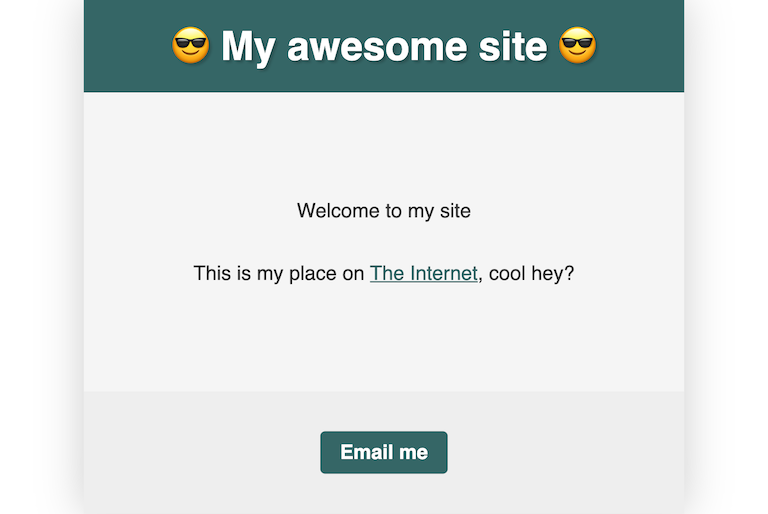 😎 My awesome site 😎
Welcome to my site
This is my place on The Internet, cool hey?
Email me